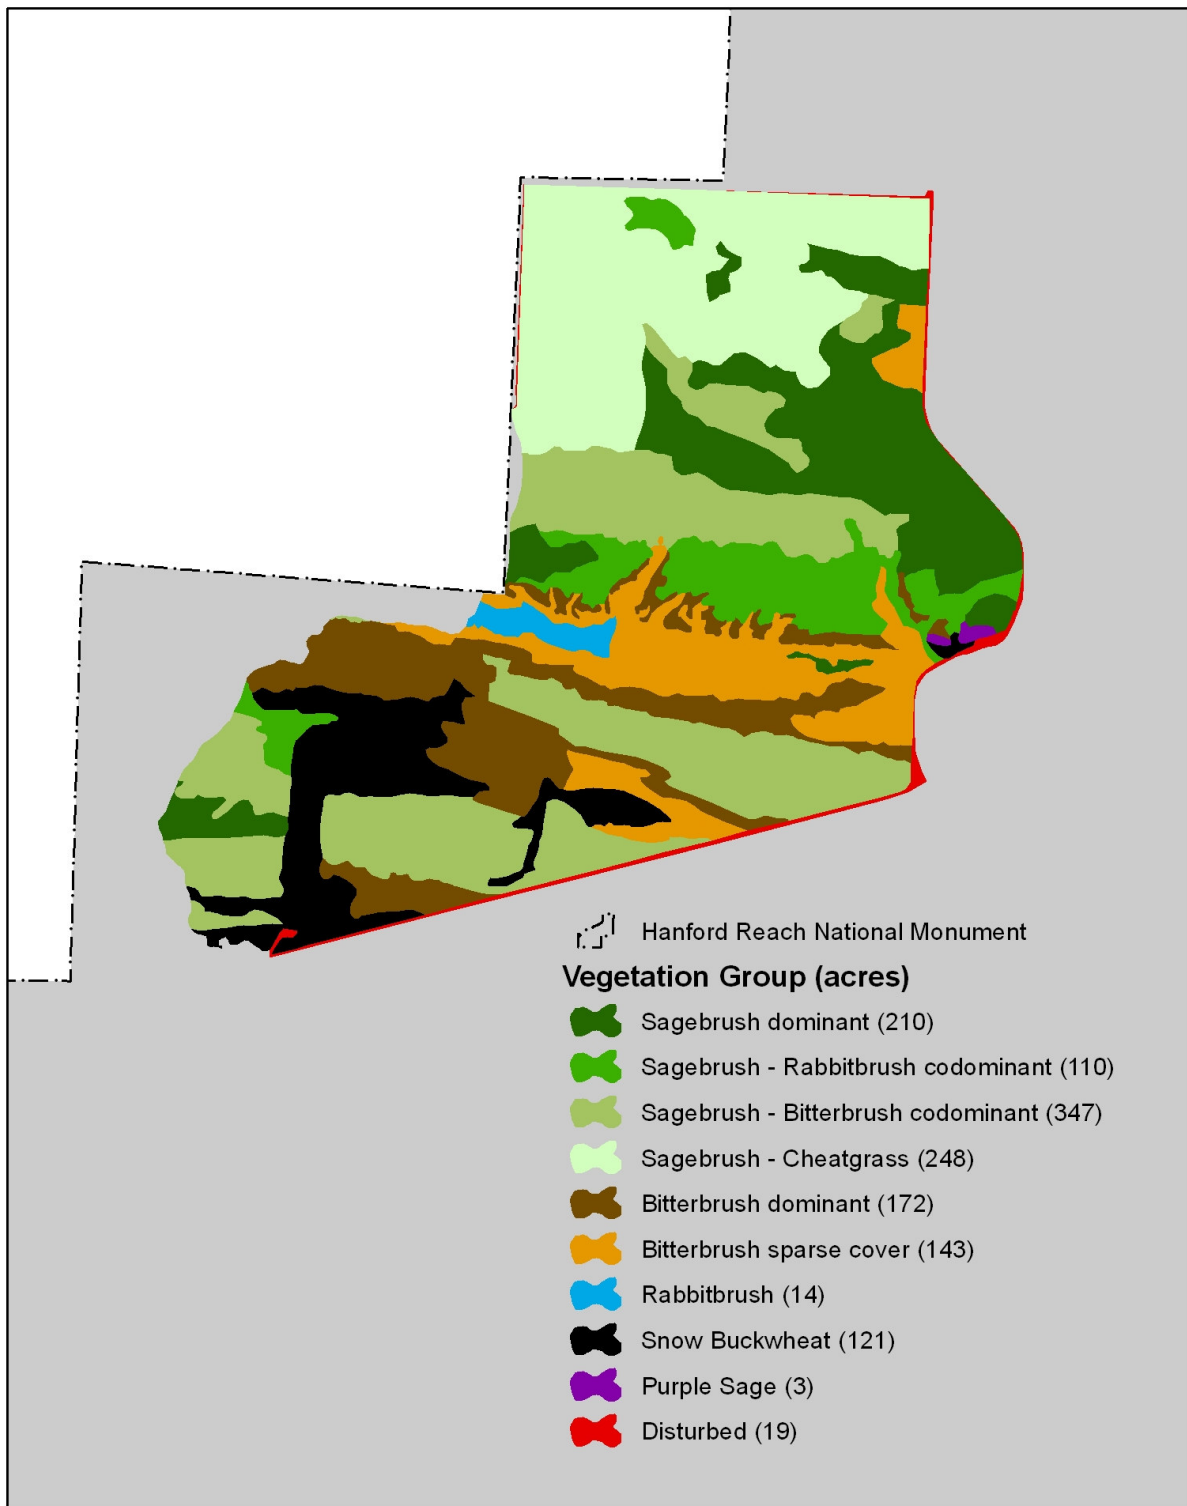 Hanford Reach National Monument
Vegetation Group (acres)
Sagebrush dominant (210)
Sagebrush - Rabbitbrush codominant (110)
Sagebrush - Bitterbrush codominant (347)
Sagebrush - Cheatgrass (248)
Bitterbrush dominant (172)
Bitterbrush sparse cover (143)
Rabbitbrush (14)
Snow Buckwheat (121)
Purple Sage (3)
Disturbed (19)